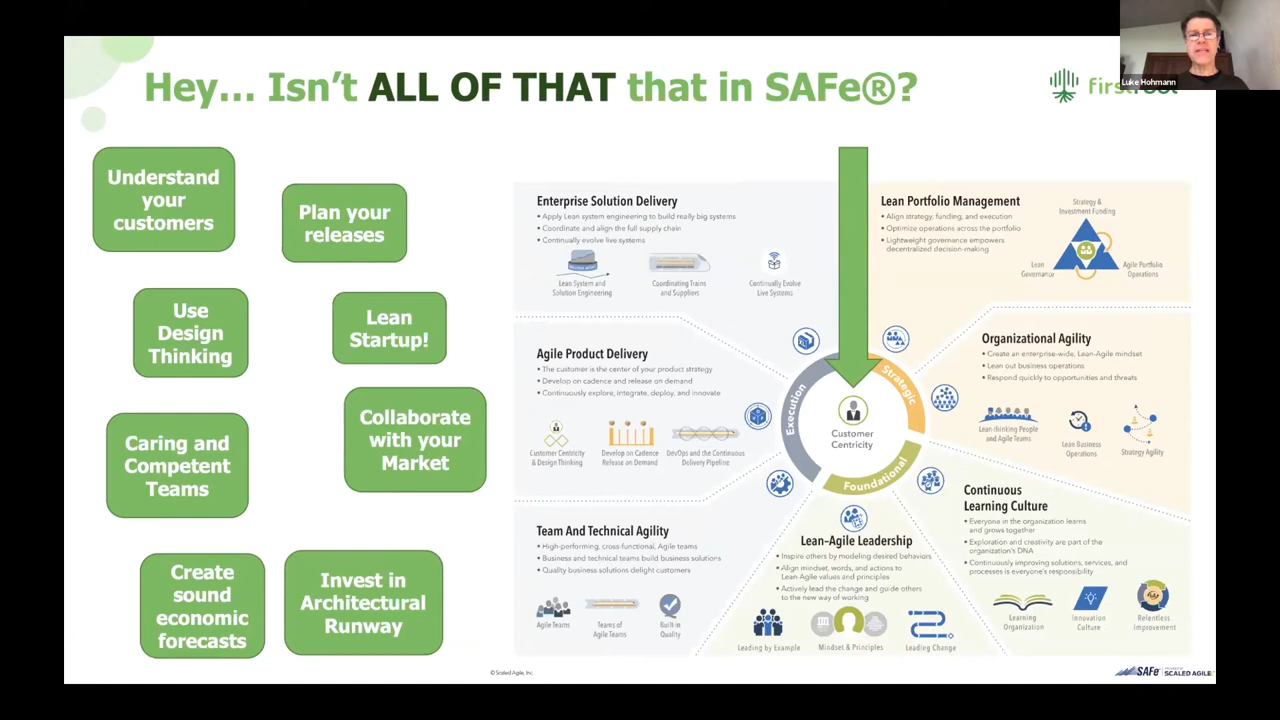 Hey... Isn't ALL OF THAT that in SAFe®?
Luke Hohmann
Understand
your
customers
Plan your
releases
Use
Design
Thinking
Lean
Startup!
Caring and
Competent
Teams
Collaborate
with your
Market
Create
sound
economic
forecasts
Invest in
Architectural
Runway
Enterprise Solution Delivery
• Apply Lean system engineering to build really big systems
• Coordinate and align the full supply chain
• Continually evolve live systems
Lean System and
Solution Engineering
Coordinating Trains
and Suppliers
Continually Evolve
Live Systems
Agile Product Delivery
• The customer is the center of your product strategy
• Develop on cadence and release on demand
• Continuously explore, integrate, deploy, and innovate
Customer Centricity
& Design Thinking
Develop on Cadence
Release on Demand
DevOps and the Continuous
Delivery Pipeline
Team And Technical Agility
• High-performing, cross-functional, Agile teams
• Business and technical teams build business solutions
• Quality business solutions delight customers
Agile Teams
Teams of
Agile Teams
Built-in
Quality
Lean Portfolio Management
• Align strategy, funding, and execution
• Optimize operations across the portfolio
• Lightweight governance empowers
decentralized decision-making
Strategy &
Investment Funding
Lean
Governance
Agile Portfolio
Operations
Organizational Agility
• Create an enterprise-wide, Lean-Agile mindset
• Lean out business operations
• Respond quickly to opportunities and threats
Lean-thinking People
and Agile Teams
Lean Business
Operations
Strategy Agility
Execution
Strategic
Foundational
Customer
Centricity
Continuous
Learning Culture
• Everyone in the organization learns
and grows together
• Exploration and creativity are part of the
organization's DNA
• Continuously improving solutions, services, and
processes is everyone's responsibility
Learning
Organization
Innovation
Culture
Relentless
Improvement
Lean-Agile Leadership
• Inspire others by modeling desired behaviors
• Align mindset, words, and actions to
Lean-Agile values and principles
• Actively lead the change and guide others
to the new way of working
Leading by Example
Mindset & Principles
Leading Change
© Scaled Agile, Inc.
SAFe
PROVIDED BY
SCALED AGILE